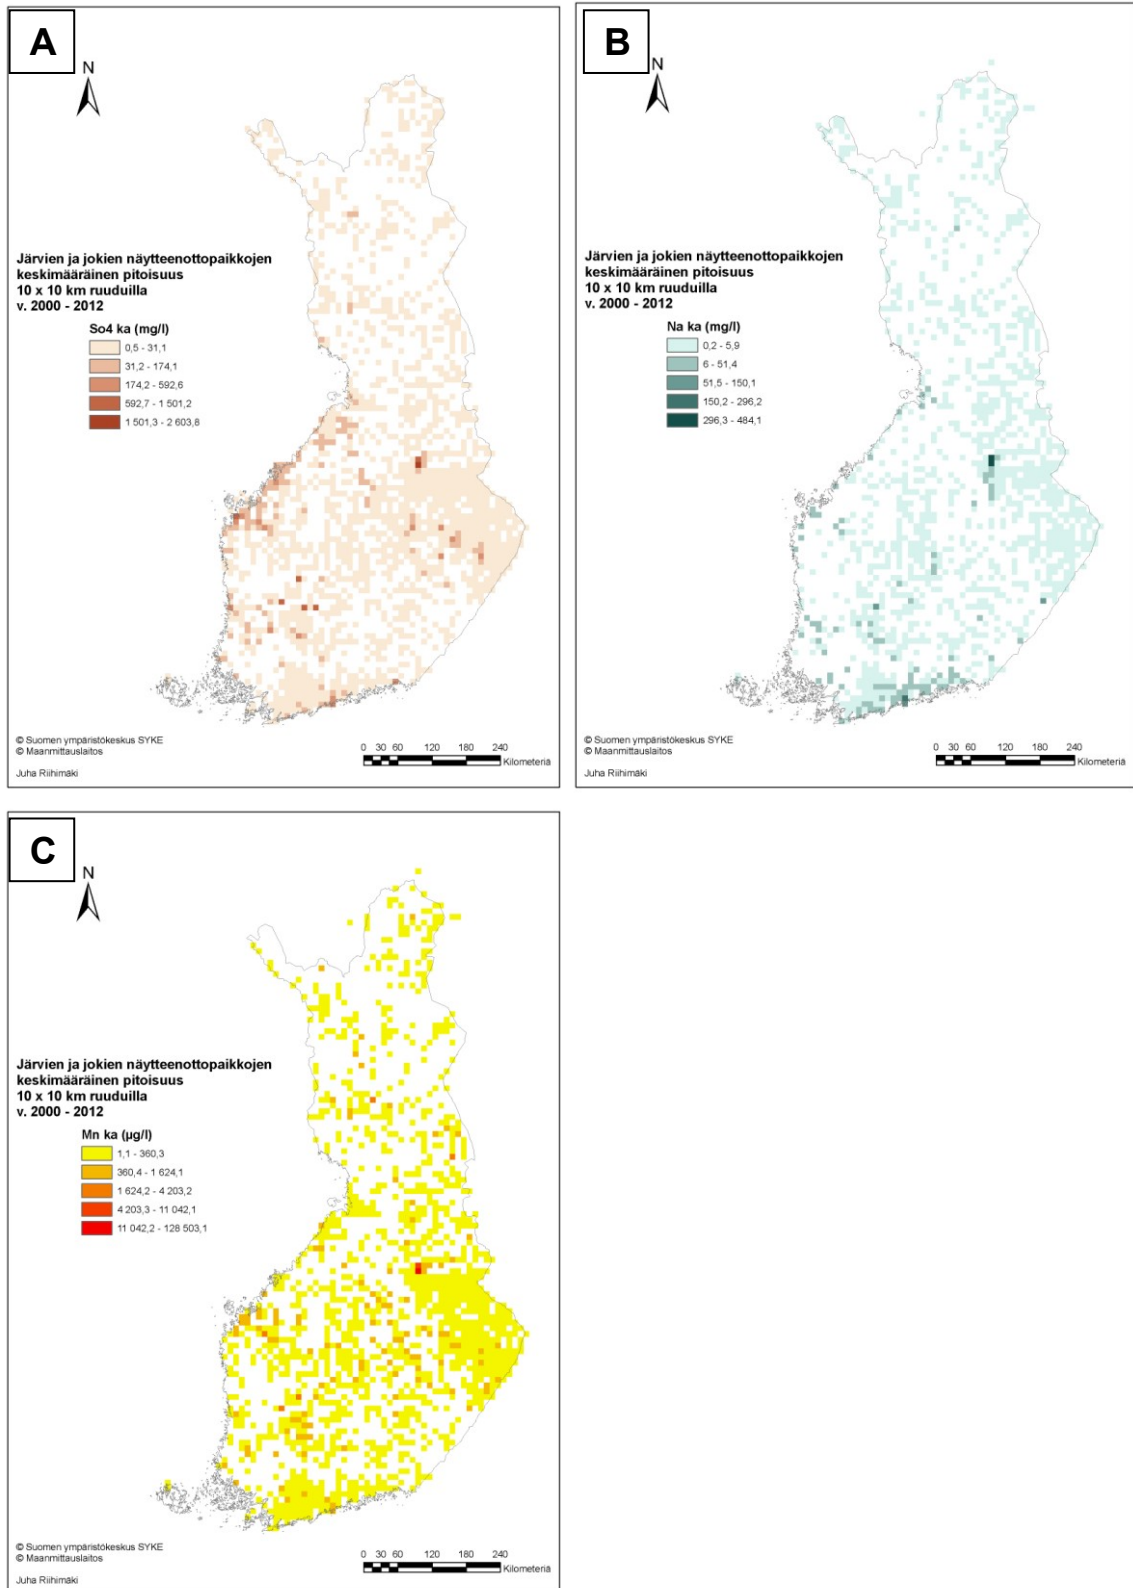 A
N
Järvien ja jokien näytteenottopaikkojen
keskimääräinen pitoisuus
10 x 10 km ruuduilla
v. 2000 - 2012
So4 ka (mg/l)
0,5 - 31,1
31,2 - 174,1
174,2 - 592,6
592,7 - 1 501,2
1 501,3 - 2 603,8
© Suomen ympäristökeskus SYKE
© Maanmittauslaitos
Juha Riihimäki
0 30 60 120 180 240
Kilometeriä
B
N
Järvien ja jokien näytteenottopaikkojen
keskimääräinen pitoisuus
10 x 10 km ruuduilla
v. 2000 - 2012
Na ka (mg/l)
0,2 - 5,9
6 - 51,4
51,5 - 150,1
150,2 - 296,2
296,3 - 484,1
© Suomen ympäristökeskus SYKE
© Maanmittauslaitos
Juha Riihimäki
0 30 60 120 180 240
Kilometeriä
C
N
Järvien ja jokien näytteenottopaikkojen
keskimääräinen pitoisuus
10 x 10 km ruuduilla
v. 2000 - 2012
Mn ka (µg/l)
1,1 - 360,3
360,4 - 1 624,1
1 624,2 - 4 203,2
4 203,3 - 11 042,1
11 042,2 - 128 503,1
© Suomen ympäristökeskus SYKE
© Maanmittauslaitos
Juha Riihimäki
0 30 60 120 180 240
Kilometeriä